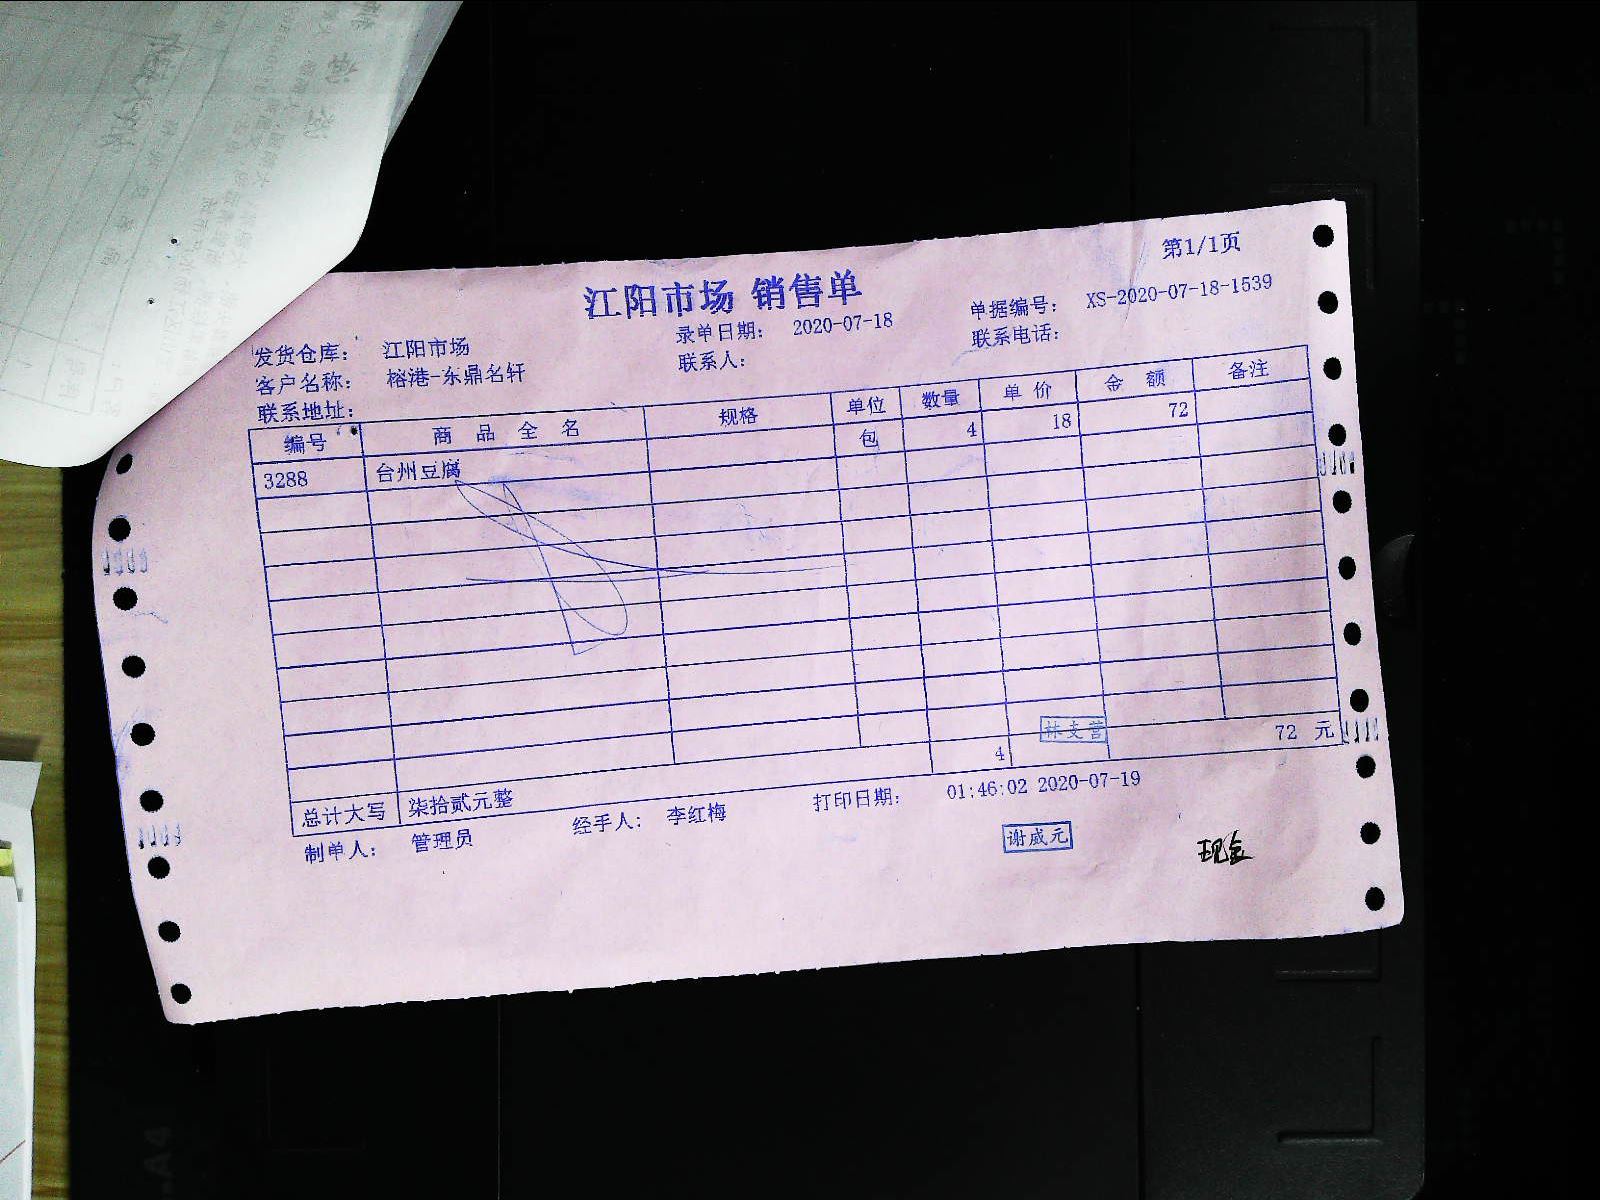 第1/1页
江阳市场 销售单
发货仓库： 江阳市场 录单日期： 2020-07-18 单据编号： XS-2020-07-18-1539
客户名称： 榕港-东鼎名轩 联系人： 联系电话：
联系地址：
编号 商品全名 规格 单位 数量 单价 金额 备注
3288 台州豆腐 包 4 18 72
4 72 元
总计大写 柒拾贰元整
制单人： 管理员 经手人： 李红梅 打印日期： 01:46:02 2020-07-19
林支营
谢咸元
现金